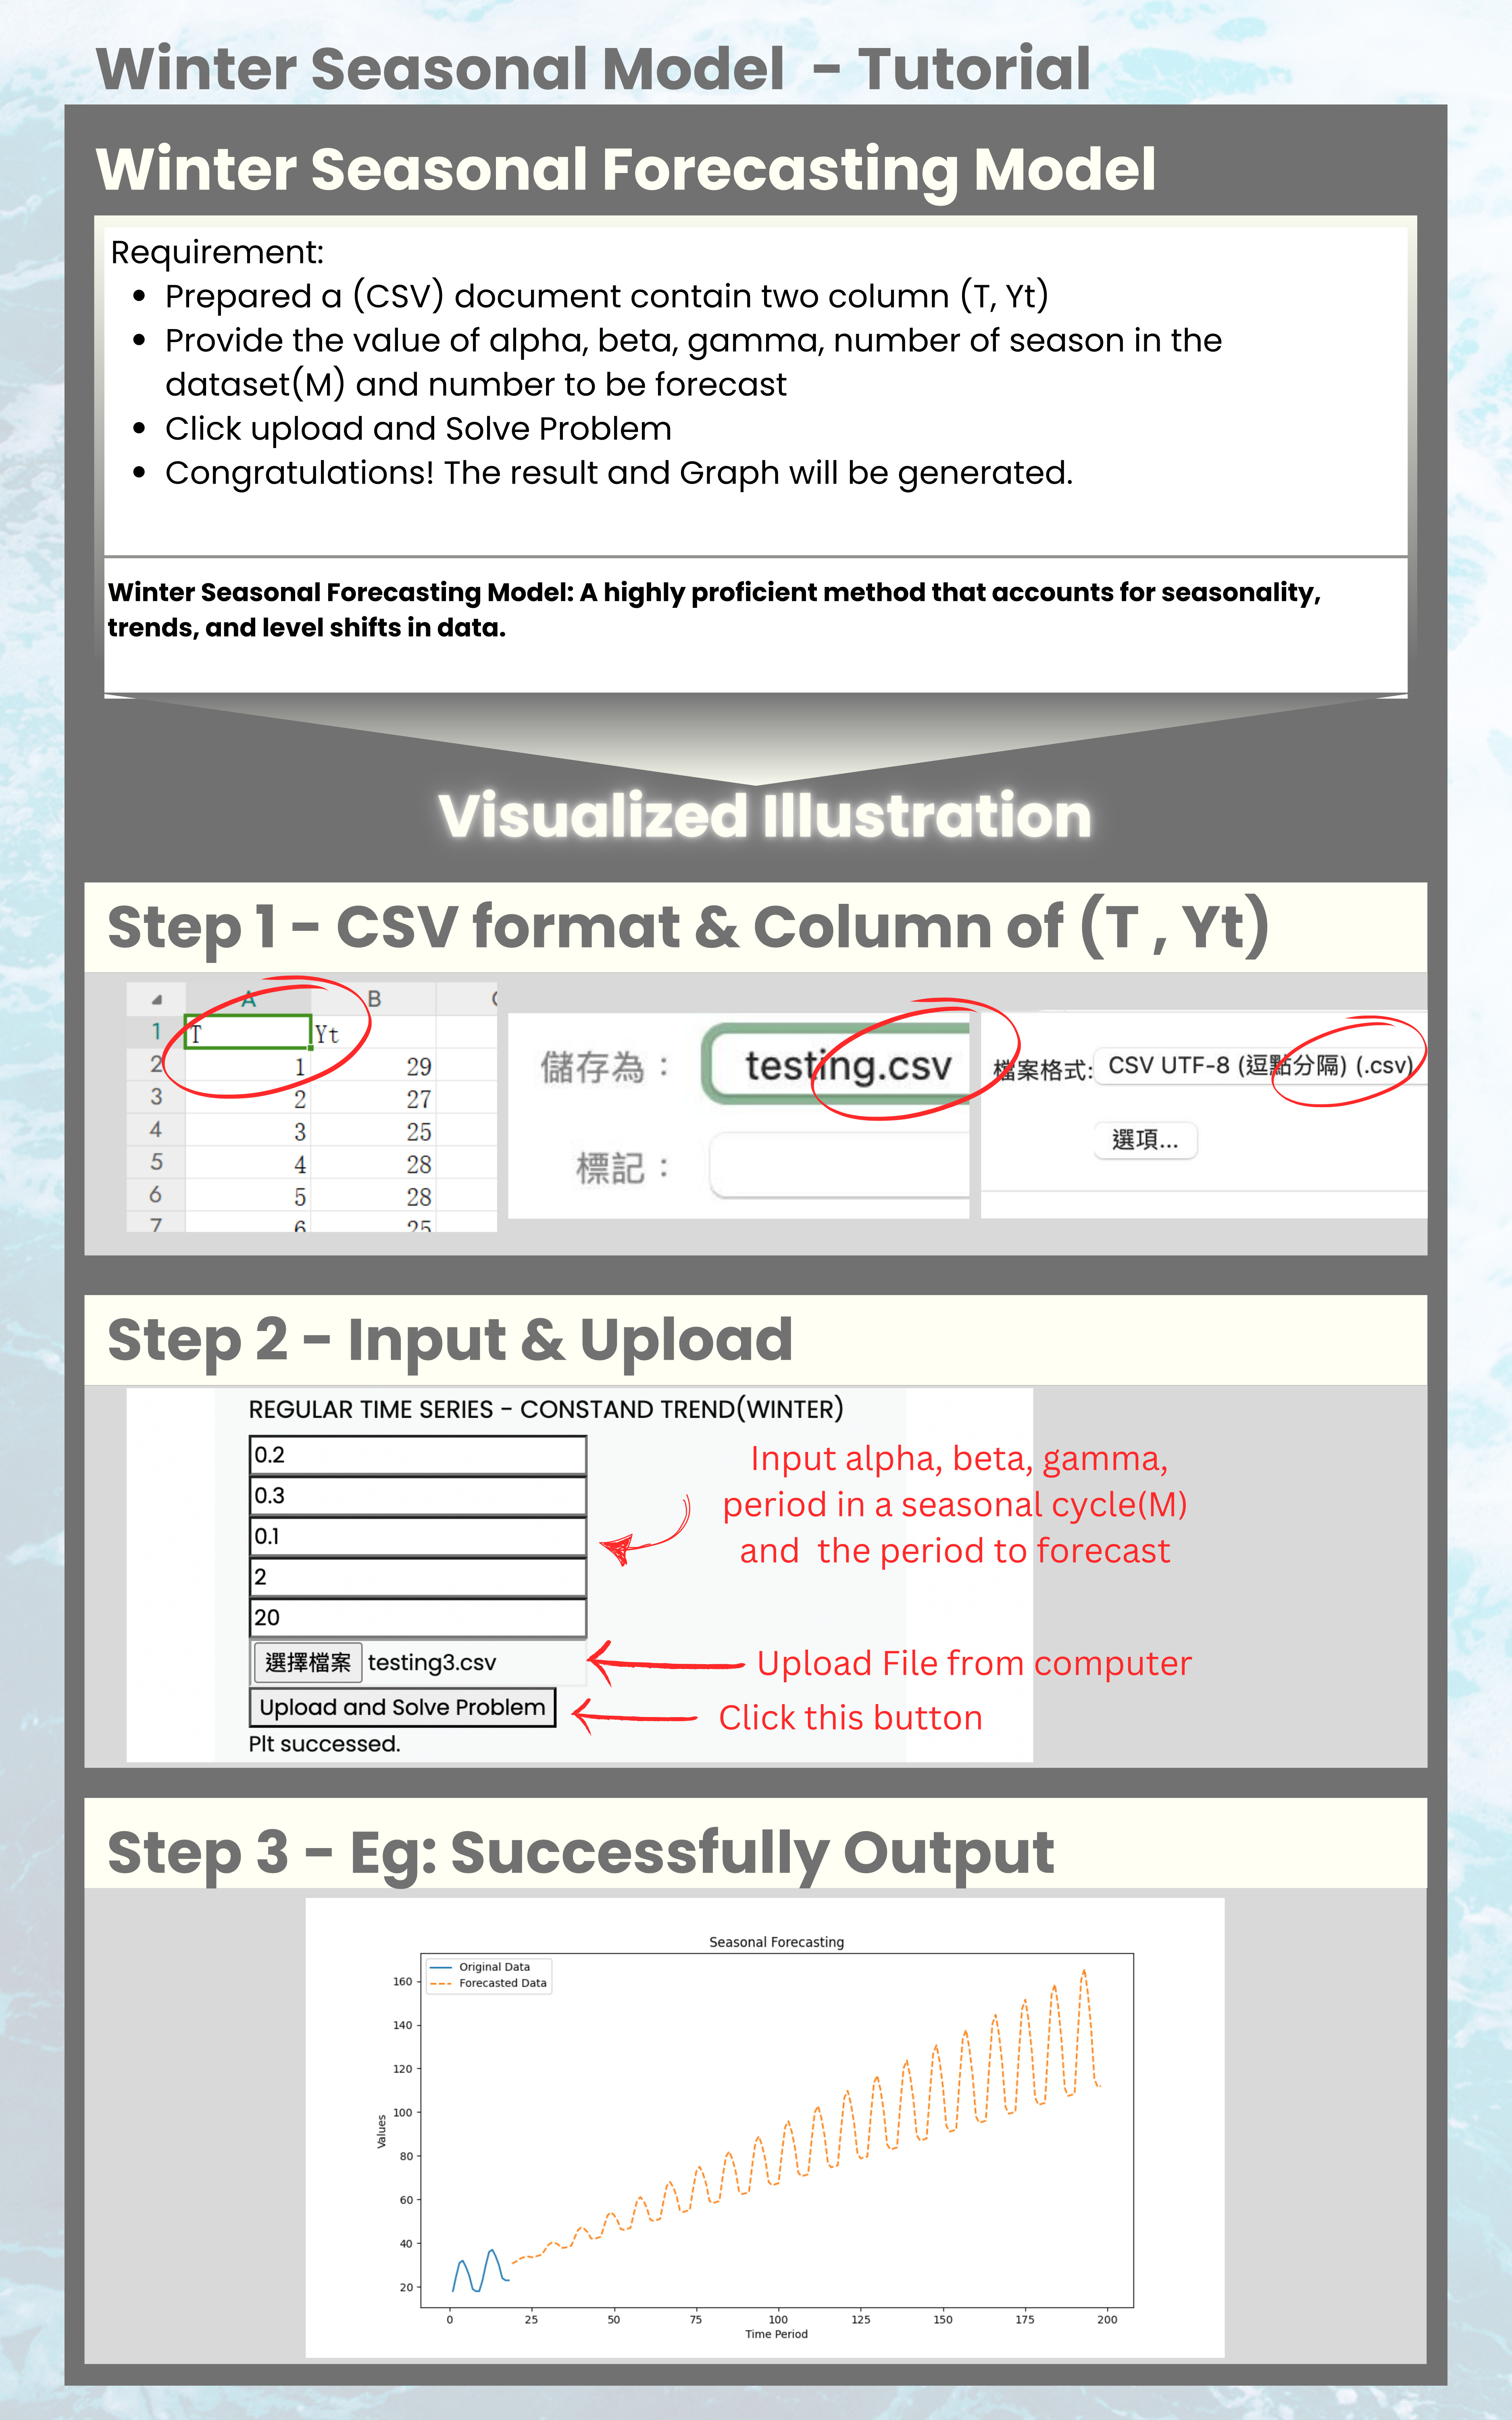 Winter Seasonal Model - Tutorial
Winter Seasonal Forecasting Model
Requirement:
• Prepared a (CSV) document contain two column (T, Yt)
• Provide the value of alpha, beta, gamma, number of season in the
dataset(M) and number to be forecast
• Click upload and Solve Problem
• Congratulations! The result and Graph will be generated.
Winter Seasonal Forecasting Model: A highly proficient method that accounts for seasonality,
trends, and level shifts in data.
Visualized Illustration
Step 1 - CSV format & Column of (T , Yt)
A B
1 T Yt
2 1 29
3 2 27
4 3 25
5 4 28
6 5 28
7 6 25
儲存為：
testing.csv
標記：
檔案格式: CSV UTF-8 (逗點分隔) (.csv)
選項...
Step 2 - Input & Upload
REGULAR TIME SERIES - CONSTAND TREND(WINTER)
0.2
0.3
0.1
2
20
選擇檔案 testing3.csv
Upload and Solve Problem
Plt successed.
Input alpha, beta, gamma,
period in a seasonal cycle(M)
and the period to forecast
Upload File from computer
Click this button
Step 3 - Eg: Successfully Output
Seasonal Forecasting
Original Data
Forecasted Data
160
140
120
100
80
60
40
20
Values
0 25 50 75 100 125 150 175 200
Time Period